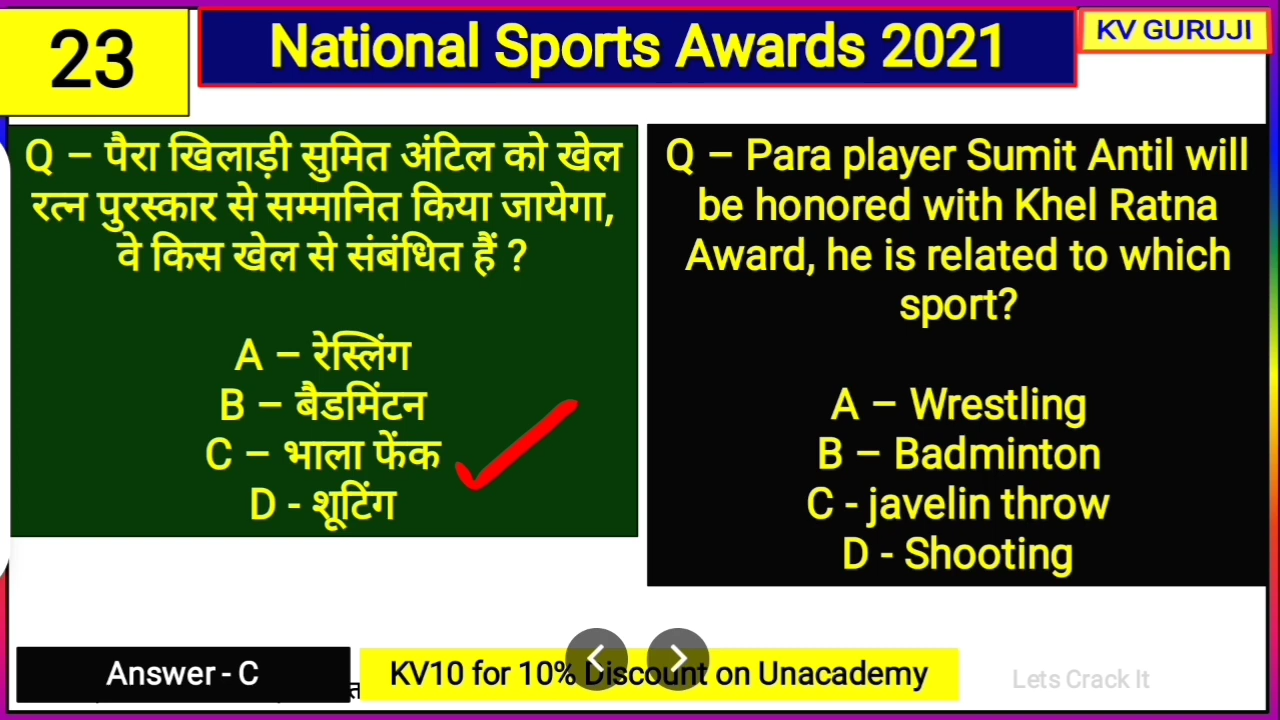 23
National Sports Awards 2021
KV GURUJI
Q – पैरा खिलाड़ी सुमित अंटिल को खेल
रत्न पुरस्कार से सम्मानित किया जायेगा,
वे किस खेल से संबंधित हैं ?
A – रेस्लिंग
B – बैडमिंटन
C – भाला फेंक
D - शूटिंग
Q – Para player Sumit Antil will
be honored with Khel Ratna
Award, he is related to which
sport?
A – Wrestling
B – Badminton
C - javelin throw
D - Shooting
Answer - C
KV10 for 10% Discount on Unacademy
Lets Crack It